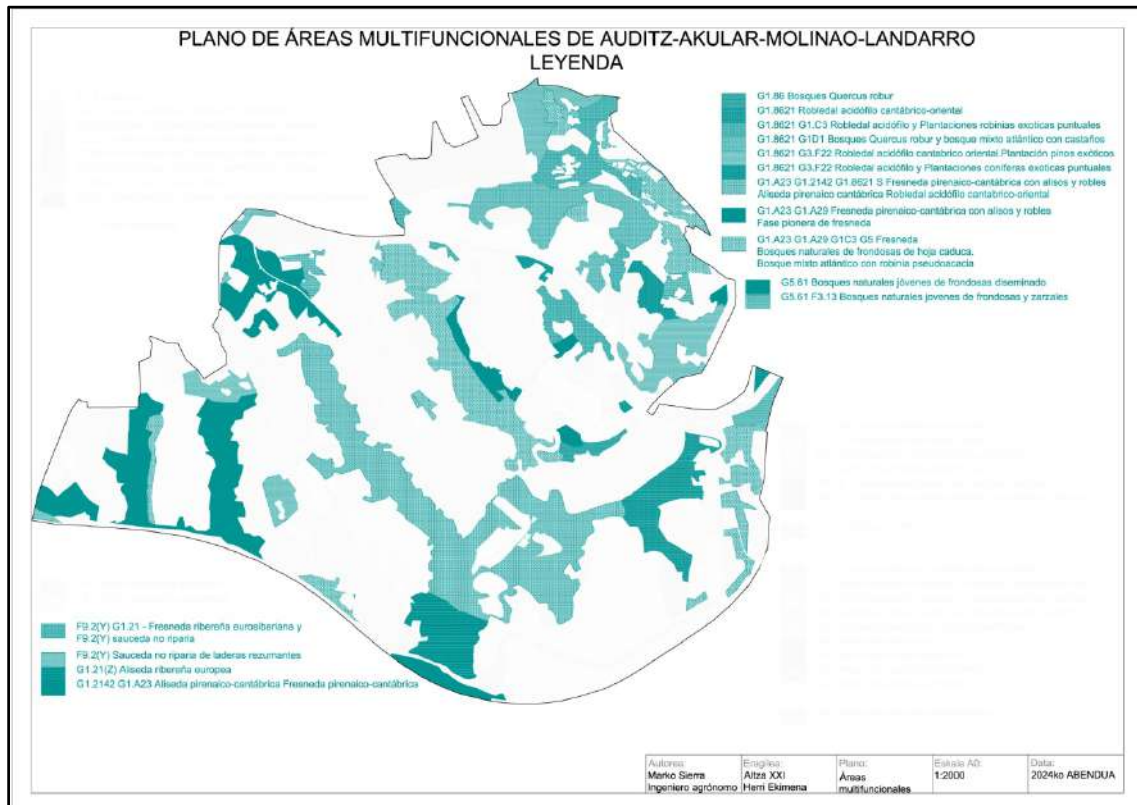 PLANO DE ÁREAS MULTIFUNCIONALES DE AUDITZ-AKULAR-MOLINAO-LANDARRO
LEYENDA
G1.86 Bosques Quercus robur
G1.8621 Robledal acidófilo cantábrico-oriental
G1.8621 G1.C3 Robledal acidófilo y Plantaciones robinias exoticas puntuales
G1.8621 G1D1 Bosques Quercus robur y bosque mixto atlántico con castaños
G1.8621 G3.F22 Robledal acidófilo cantabrico oriental.Plantación pinos exóticos
G1.8621 G3.F22 Robledal acidófilo y Plantaciones coníferas exoticas puntuales
G1.A23 G1.2142 G1.8621 S Fresneda pirenaico-cantábrica con alisos y robles
Aliseda pirenaico cantábrica Robledal acidófilo cantabrico-oriental
G1.A23 G1.A29 Fresneda pirenaico-cantábrica con alisos y robles
Fase pionera de fresneda
G1.A23 G1.A29 G1C3 G5 Fresneda
Bosques naturales de frondosas de hoja caduca.
Bosque mixto atlántico con robinia pseudoacacia
G5.61 Bosques naturales jóvenes de frondosas diseminado
G5.61 F3.13 Bosques naturales jovenes de frondosas y zarzales
F9.2(Y) G1.21 - Fresneda ribereña eurosiberiana y
F9.2(Y) sauceda no riparia
F9.2(Y) Sauceda no riparia de laderas rezumantes
G1.21(Z) Aliseda ribereña europea
G1.2142 G1.A23 Aliseda pirenaico-cantábrica Fresneda pirenaico-cantábrica
Autorea: Eragilea: Plano: Eskala A0: Data:
Marko Sierra Altza XXI Áreas 1:2000 2024ko ABENDUA
Ingeniero agrónomo Herri Ekimena multifuncionales